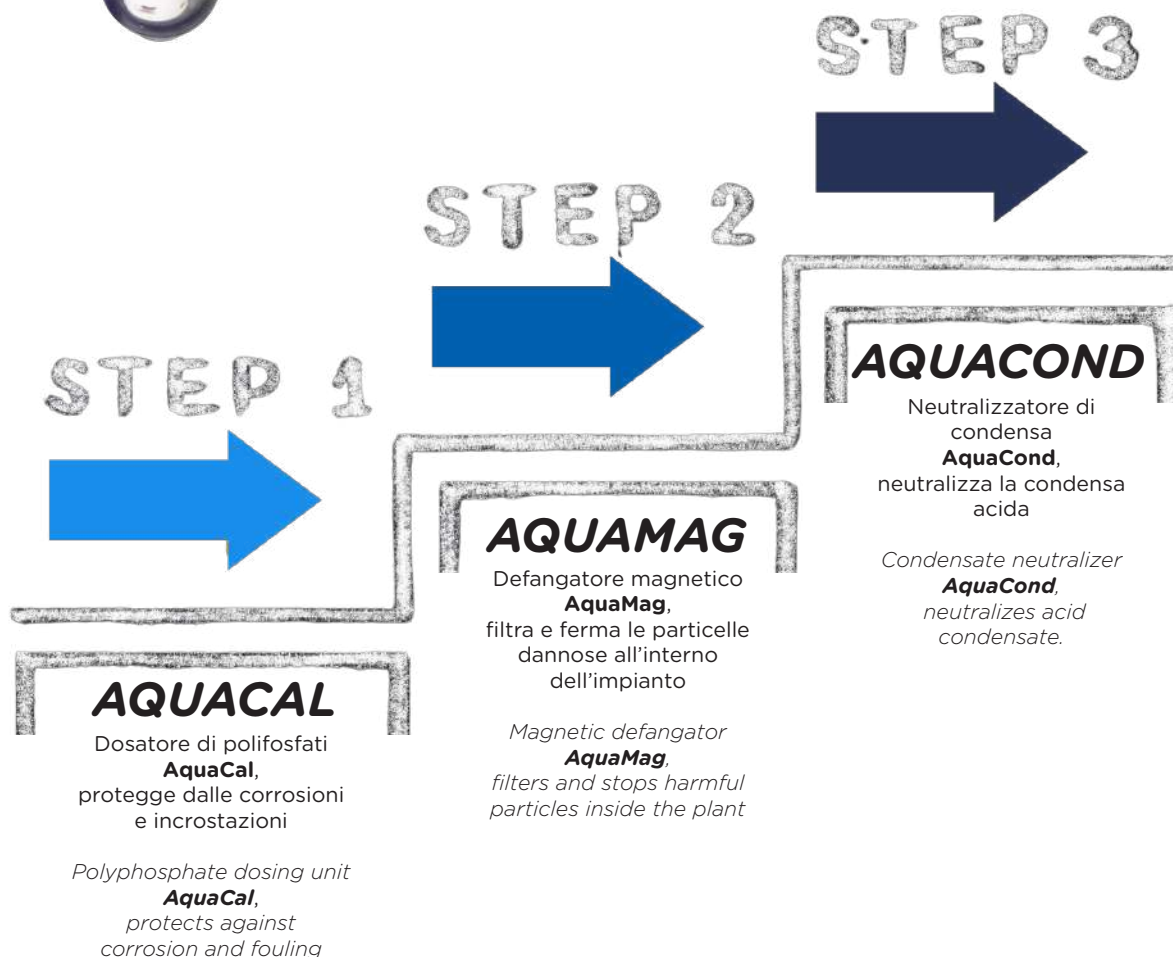 STEP 1
AQUACAL
Dosatore di polifosfati
AquaCal,
protegge dalle corrosioni
e incrostazioni
Polyphosphate dosing unit
AquaCal,
protects against
corrosion and fouling
STEP 2
AQUAMAG
Defangatore magnetico
AquaMag,
filtra e ferma le particelle
dannose all’interno
dell’impianto
Magnetic defangator
AquaMag,
filters and stops harmful
particles inside the plant
STEP 3
AQUACOND
Neutralizzatore di
condensa
AquaCond,
neutralizza la condensa
acida
Condensate neutralizer
AquaCond,
neutralizes acid
condensate.